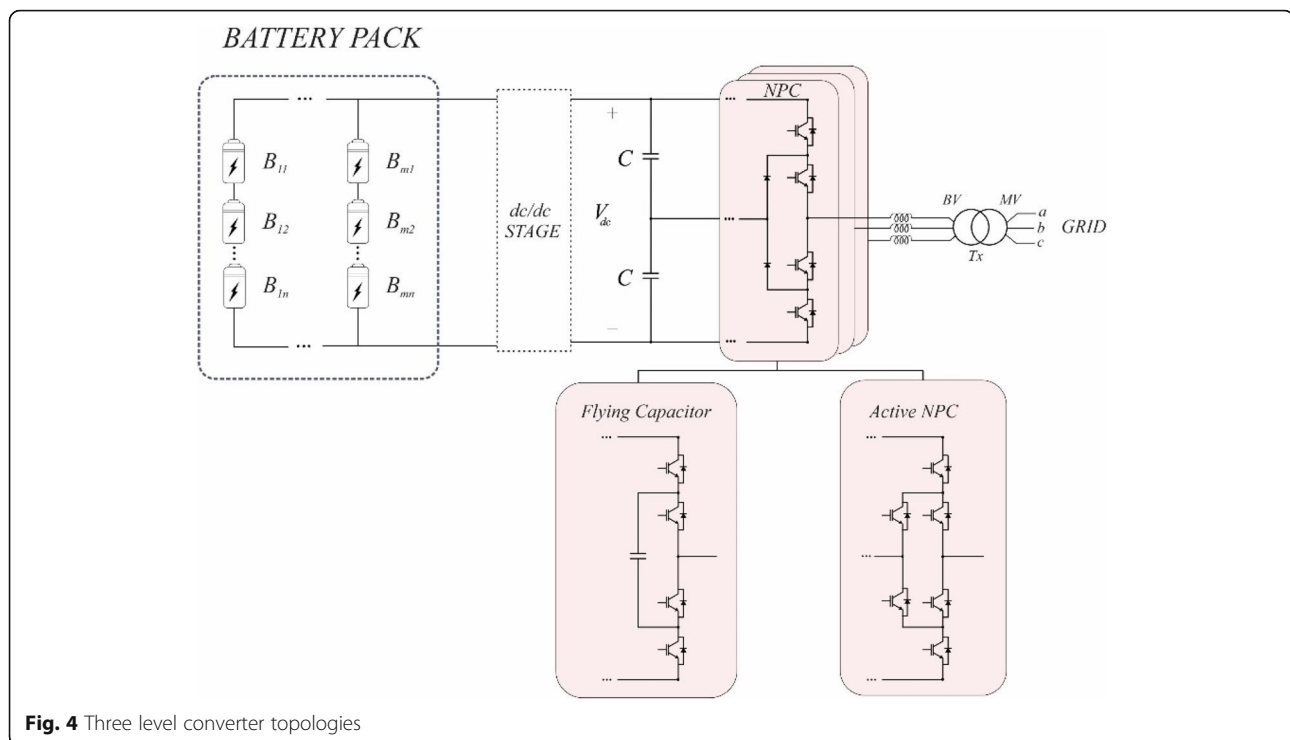 BATTERY PACK
...
B11
Bm1
B12
Bm2
B1n
Bmn
...
dc/dc
STAGE
+
C
Vdc
C
–
NPC
...
...
...
BV
MV
a
b
c
Tx
GRID
Flying Capacitor
...
...
Active NPC
...
...
...
Fig. 4 Three level converter topologies